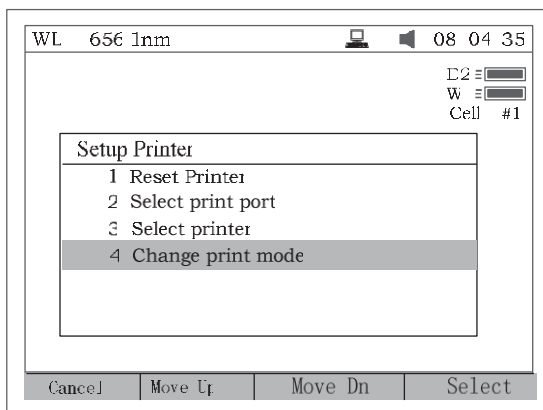 WL 656 1nm 08 04 35
D2
W
Cell #1
Setup Printer
1 Reset Printer
2 Select print port
3 Select printer
4 Change print mode
Cancel Move Up Move Dn Select